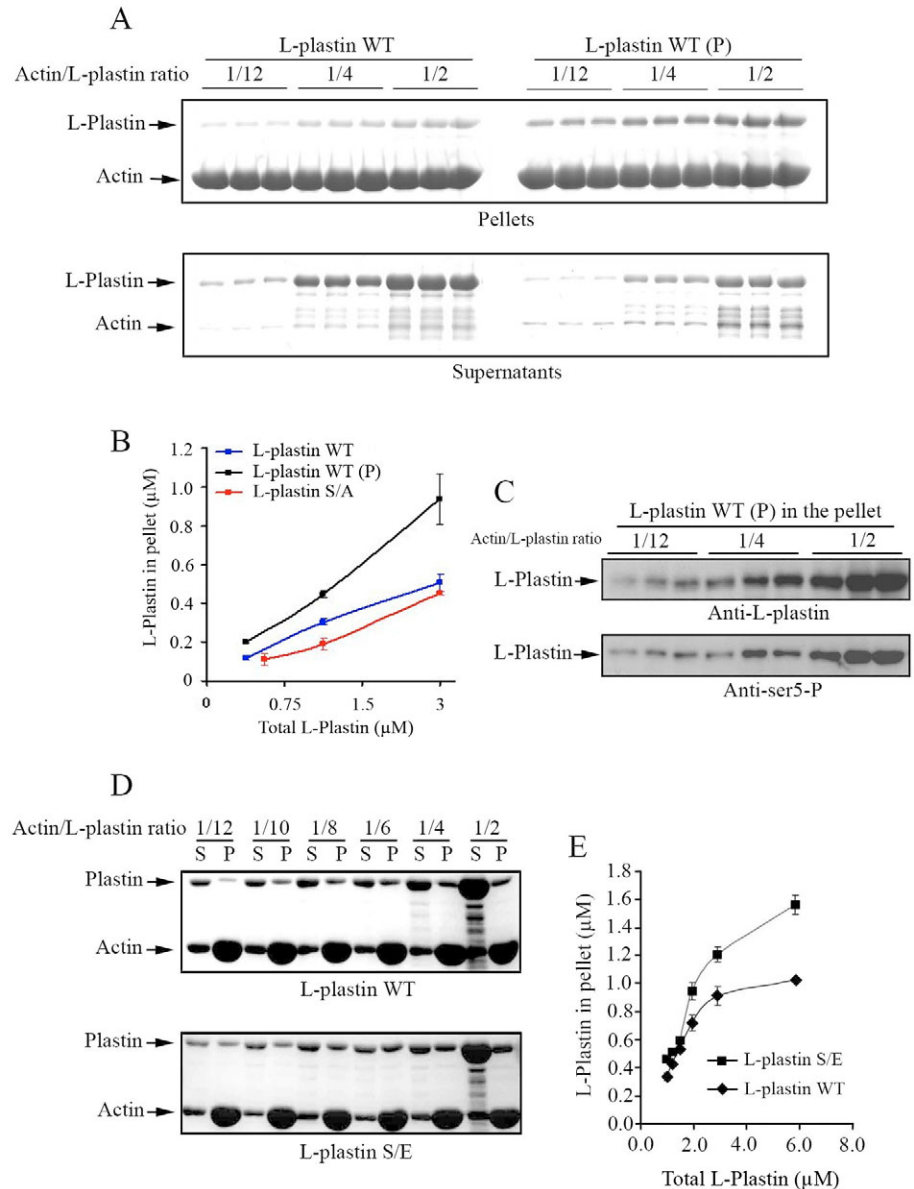 A
L-plastin WT L-plastin WT (P)
Actin/L-plastin ratio 1/12 1/4 1/2 1/12 1/4 1/2
L-Plastin
Actin
Pellets
L-Plastin
Actin
Supernatants
B
L-Plastin in pellet (µM)
1.2
1.0
0.8
0.6
0.4
0.2
0
L-plastin WT
L-plastin WT (P)
L-plastin S/A
0 0.75 1.5 3
Total L-Plastin (µM)
C
L-plastin WT (P) in the pellet
Actin/L-plastin ratio 1/12 1/4 1/2
L-Plastin
Anti-L-plastin
L-Plastin
Anti-ser5-P
D
Actin/L-plastin ratio 1/12 1/10 1/8 1/6 1/4 1/2
S P S P S P S P S P S P
Plastin
Actin
L-plastin WT
Plastin
Actin
L-plastin S/E
E
L-Plastin in pellet (µM)
1.8
1.6
1.4
1.2
1.0
0.8
0.6
0.4
0.2
0.0
L-plastin S/E
L-plastin WT
0.0 2.0 4.0 6.0 8.0
Total L-Plastin (µM)